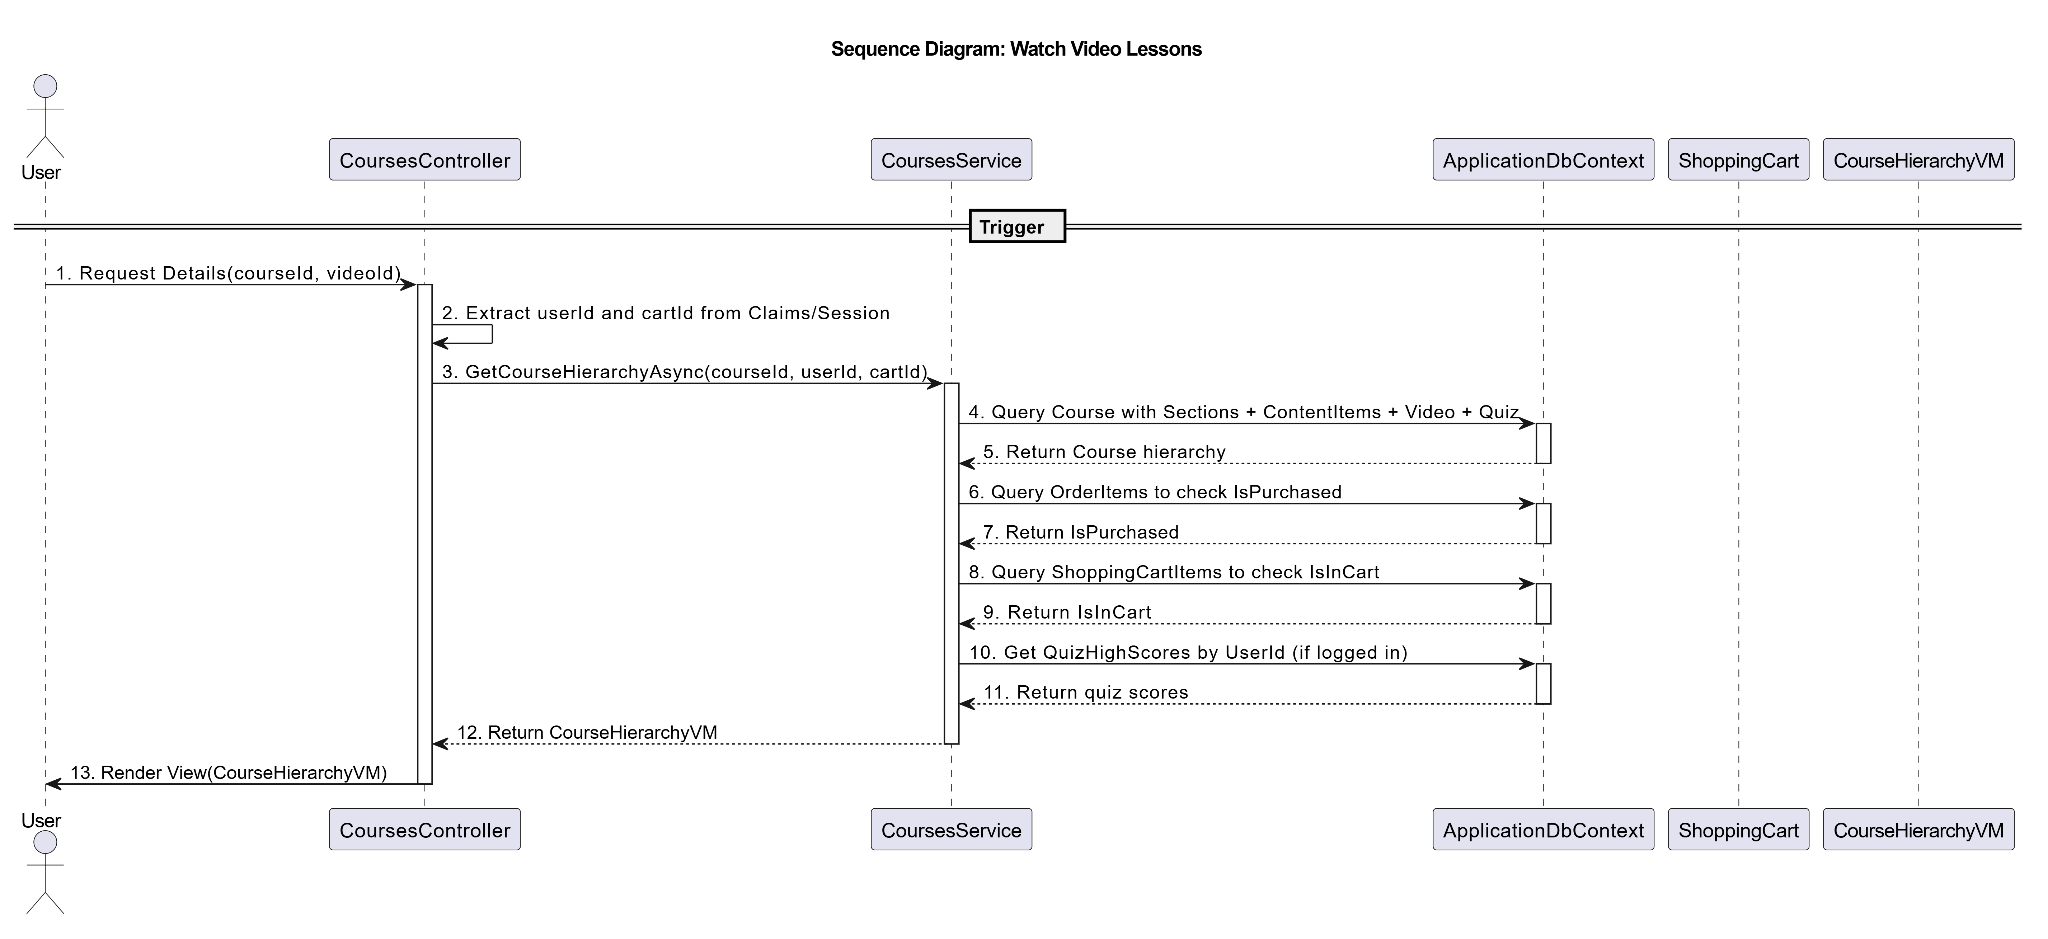 Sequence Diagram: Watch Video Lessons
User
CoursesController
CoursesService
ApplicationDbContext
ShoppingCart
CourseHierarchyVM
Trigger
1. Request Details(courseId, videoId)
2. Extract userId and cartId from Claims/Session
3. GetCourseHierarchyAsync(courseId, userId, cartId)
4. Query Course with Sections + ContentItems + Video + Quiz
5. Return Course hierarchy
6. Query OrderItems to check IsPurchased
7. Return IsPurchased
8. Query ShoppingCartItems to check IsInCart
9. Return IsInCart
10. Get QuizHighScores by UserId (if logged in)
11. Return quiz scores
12. Return CourseHierarchyVM
13. Render View(CourseHierarchyVM)
User
CoursesController
CoursesService
ApplicationDbContext
ShoppingCart
CourseHierarchyVM